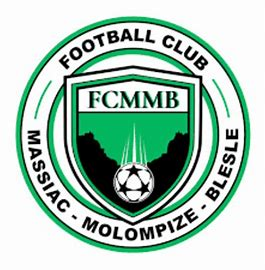 FOOTBALL CLUB
FCMMB
MASSIAC - MOLOMPIZE - BLESLE